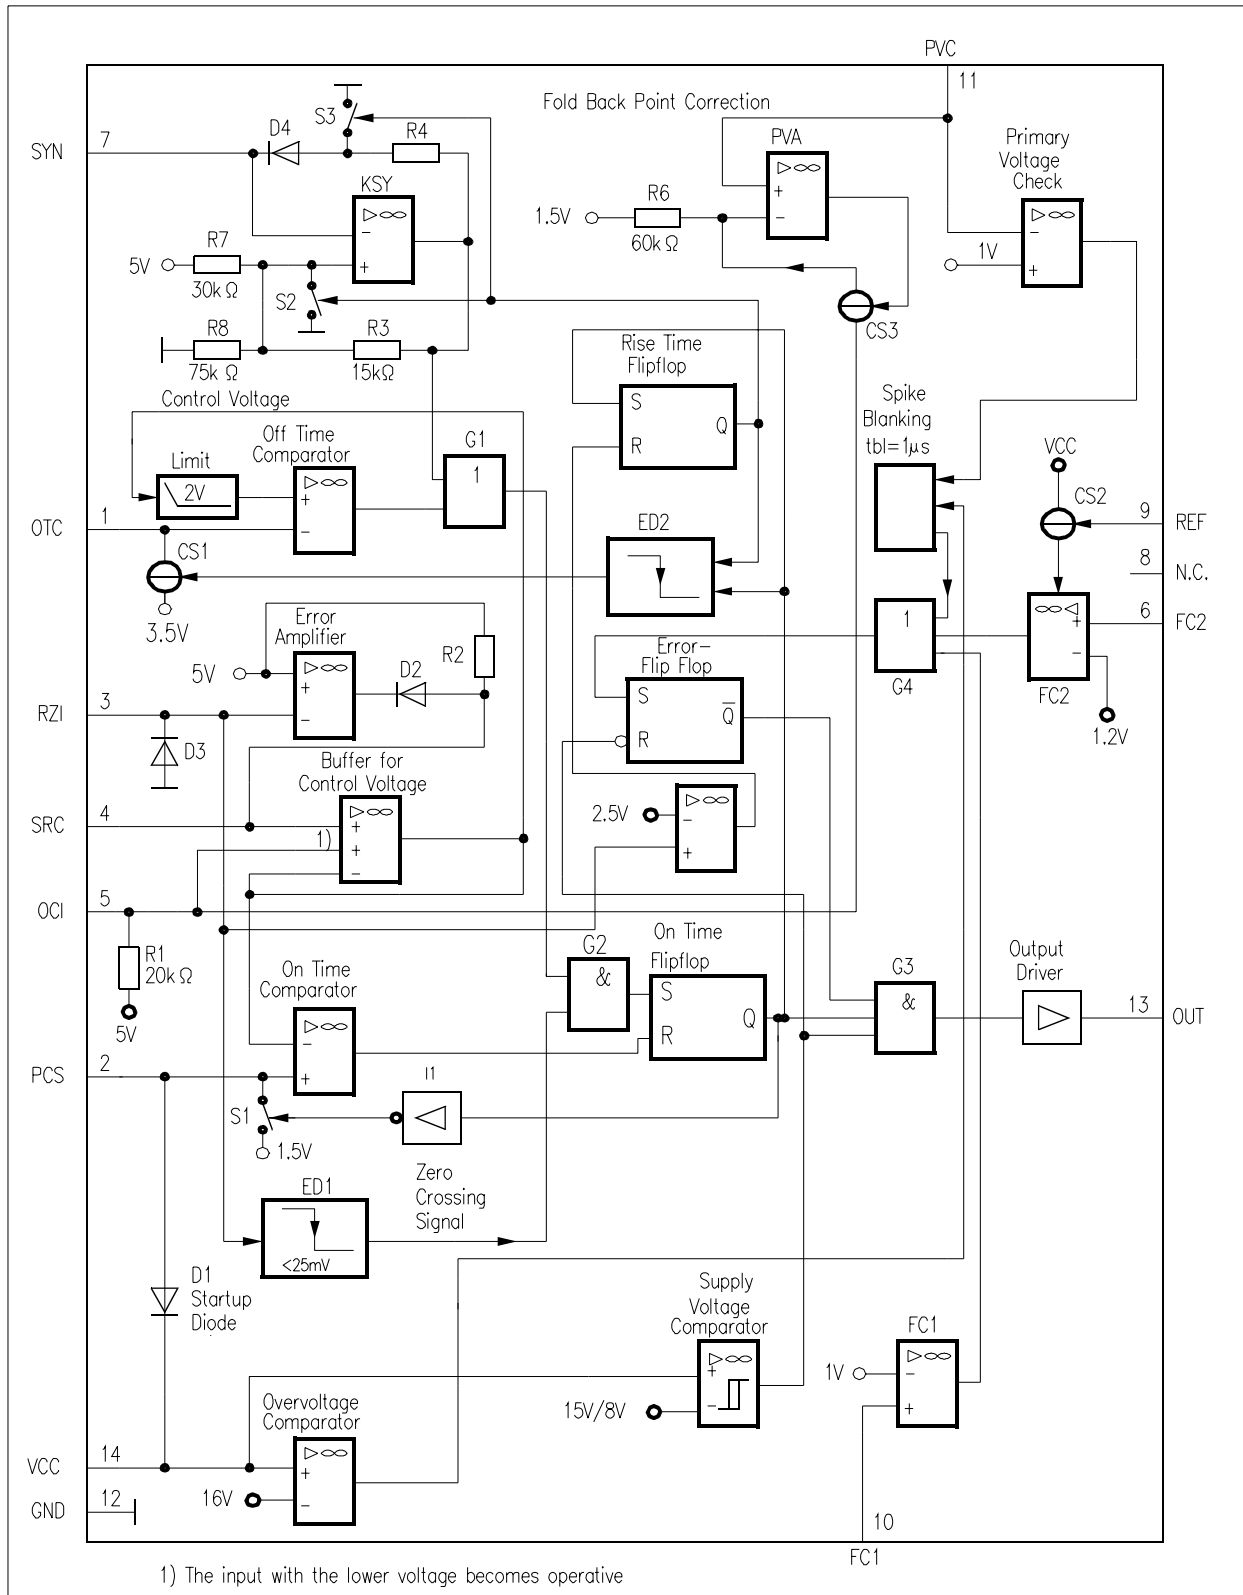 PVC
11
Fold Back Point Correction
S3
D4
R4
7
SYN
PVA
Primary
Voltage
Check
▷∞
+
−
KSY
▷∞
−
+
R6
1.5V
60kΩ
▷∞
−
+
1V
R7
5V
30kΩ
S2
CS3
R8
R3
75kΩ
15kΩ
Rise Time
Flipflop
S
R
Q
Spike
Blanking
tbl=1µs
Control Voltage
Off Time
Comparator
G1
1
Limit
2V
▷∞
+
−
VCC
CS2
9
REF
1
OTC
CS1
3.5V
ED2
8
N.C.
6
FC2
1
G4
∞◁
+
−
FC2
1.2V
Error
Amplifier
5V
▷∞
+
−
D2
R2
Error-
Flip Flop
S
R
Q̅
3
RZI
D3
Buffer for
Control Voltage
▷∞
+
1)
+
−
2.5V
▷∞
−
+
4
SRC
5
OCI
R1
20kΩ
5V
On Time
Comparator
▷∞
−
+
G2
&
On Time
Flipflop
S
R
Q
G3
&
Output
Driver
▷
13
OUT
2
PCS
S1
1.5V
I1
◁
Zero
Crossing
Signal
ED1
<25mV
D1
Startup
Diode
Supply
Voltage
Comparator
▷∞
+
−
15V/8V
FC1
▷∞
−
+
1V
Overvoltage
Comparator
▷∞
+
−
16V
14
VCC
12
GND
10
FC1
1) The input with the lower voltage becomes operative